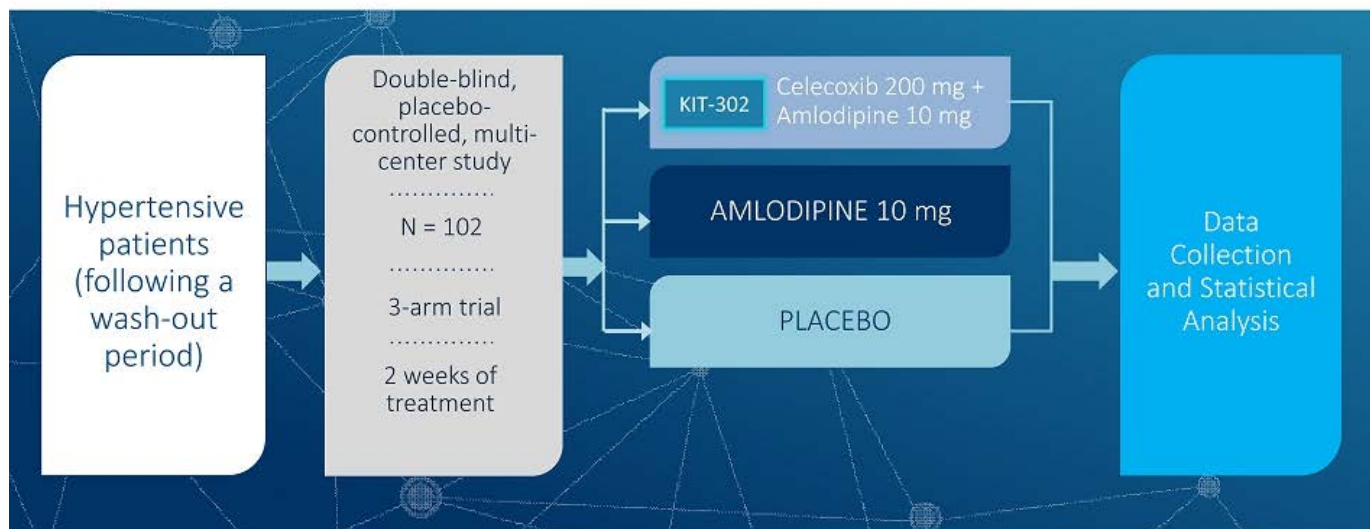 Hypertensive
patients
(following a
wash-out
period)
Double-blind,
placebo-
controlled, multi-
center study
..............
N = 102
..............
3-arm trial
..............
2 weeks of
treatment
KIT-302
Celecoxib 200 mg +
Amlodipine 10 mg
AMLODIPINE 10 mg
PLACEBO
Data
Collection
and Statistical
Analysis